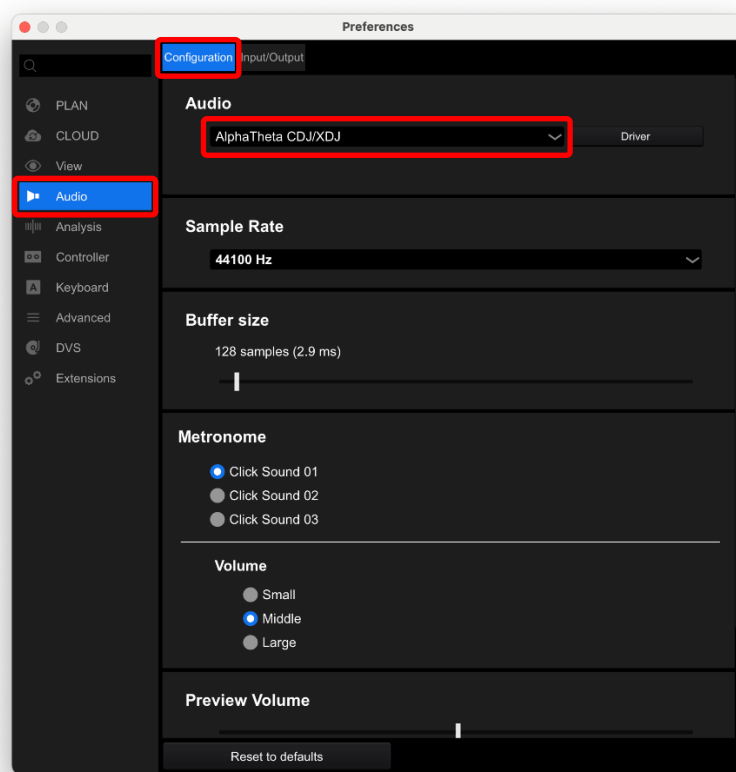 Preferences
Configuration
Input/Output
PLAN
CLOUD
View
Audio
Analysis
Controller
Keyboard
Advanced
DVS
Extensions
Audio
AlphaTheta CDJ/XDJ
Driver
Sample Rate
44100 Hz
Buffer size
128 samples (2.9 ms)
Metronome
Click Sound 01
Click Sound 02
Click Sound 03
Volume
Small
Middle
Large
Preview Volume
Reset to defaults